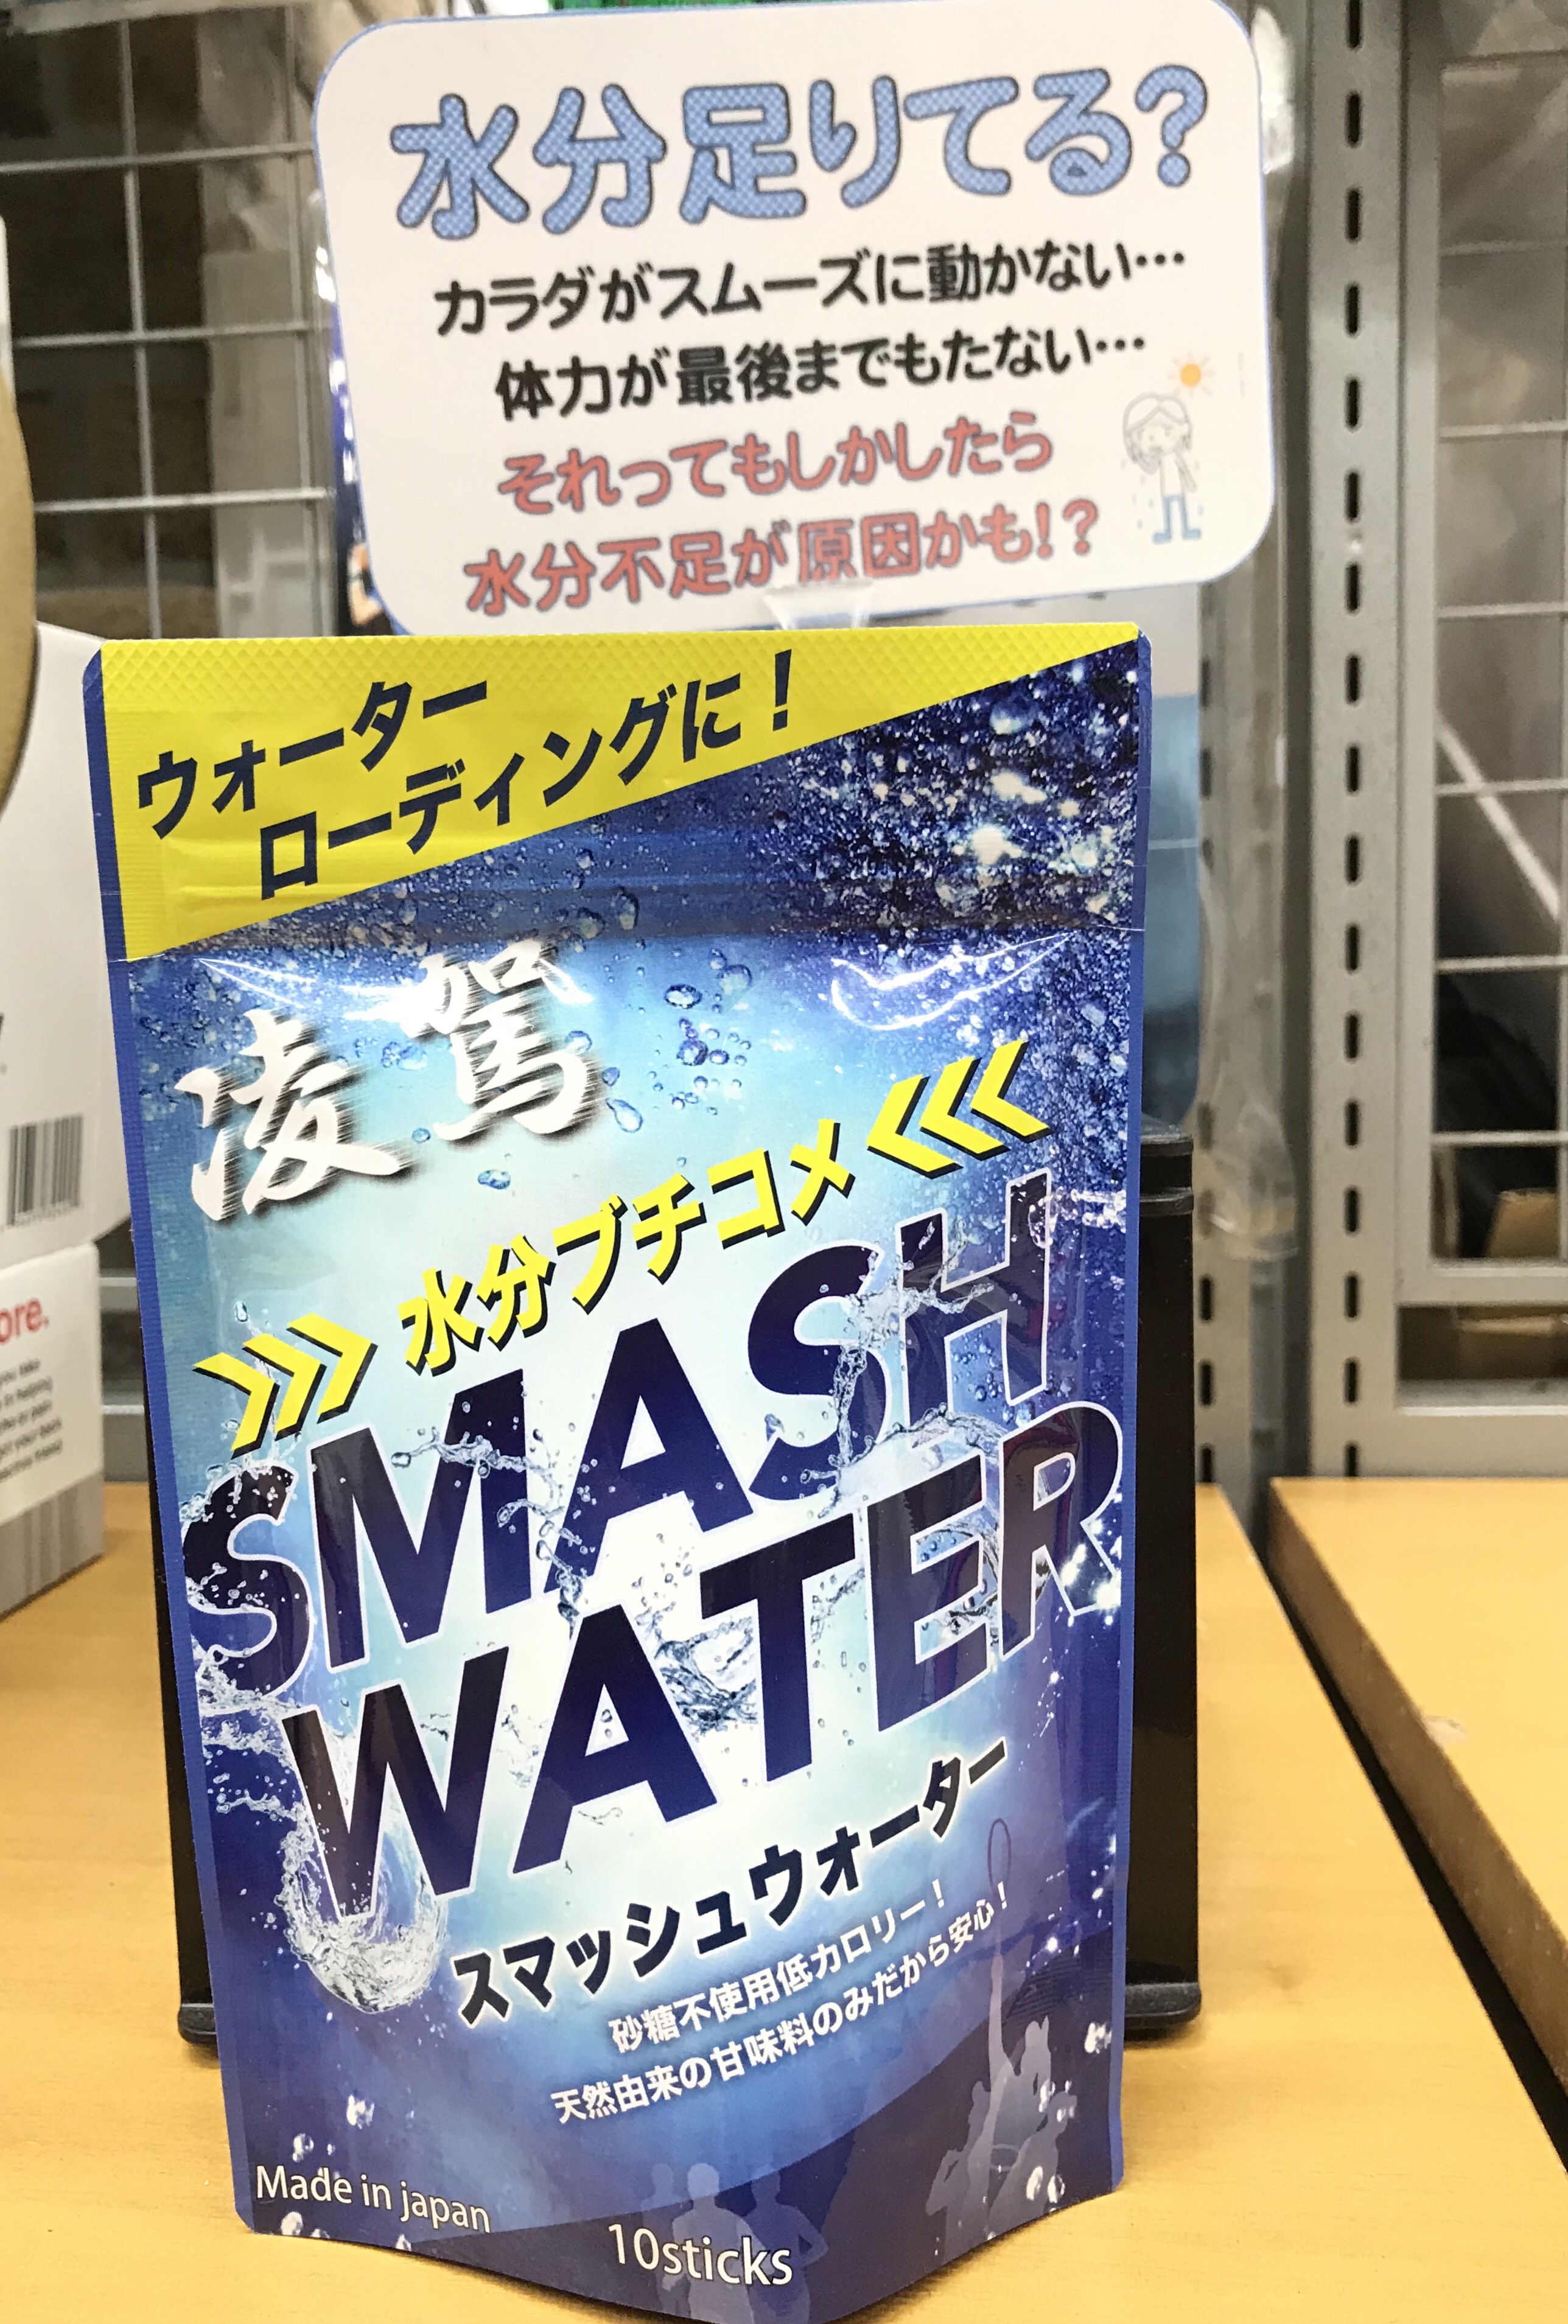 水分足りてる?
カラダがスムーズに動かない…
体力が最後までもたない…
それってもしかしたら
水分不足が原因かも!?
ウォーター
ローディングに!
凌駕
水分ブチコメ
SMASH
WATER
スマッシュウォーター
砂糖不使用低カロリー!
天然由来の甘味料のみだから安心!
Made in japan
10sticks
ore.